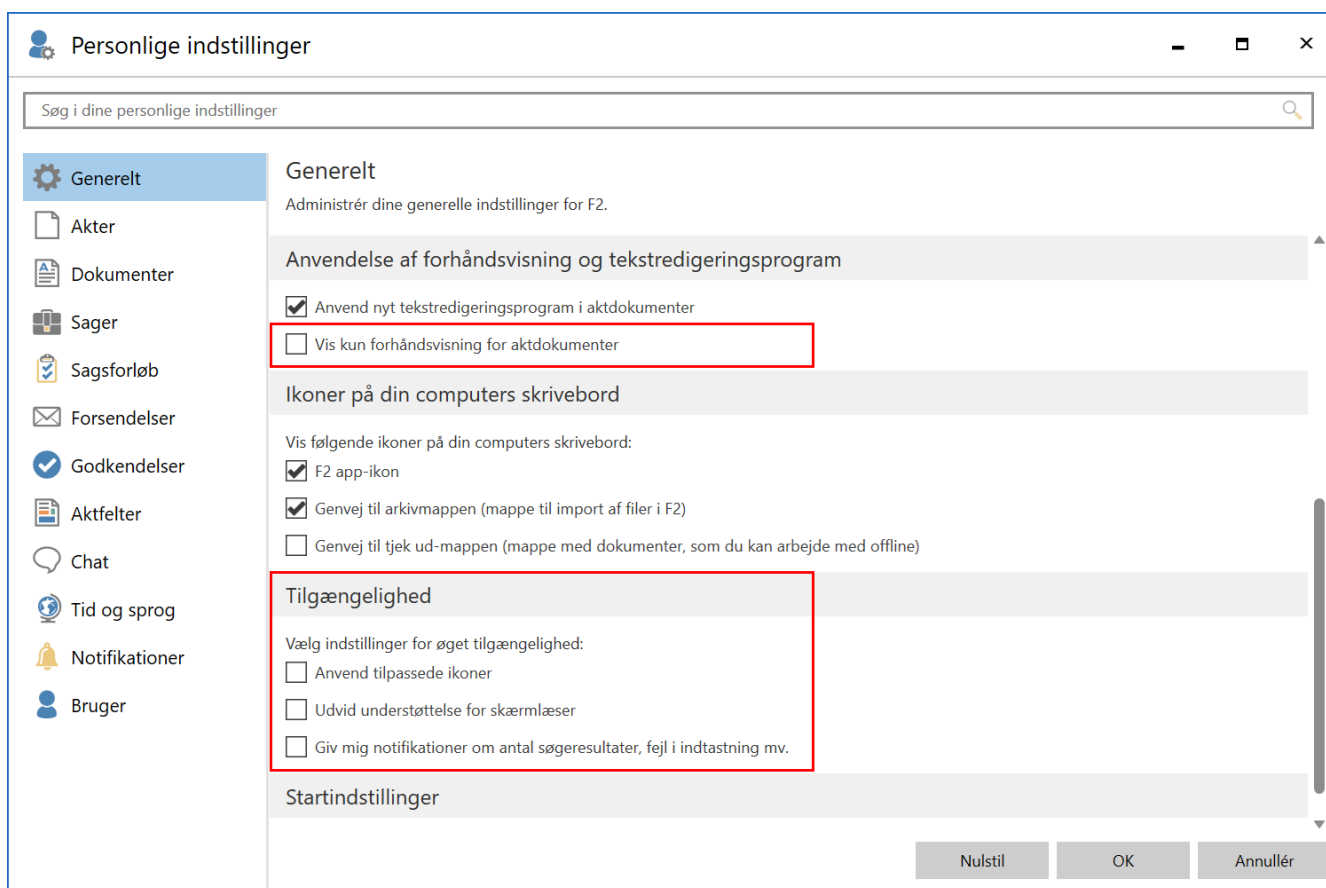 Personlige indstillinger
Søg i dine personlige indstillinger
Generelt
Akter
Dokumenter
Sager
Sagsforløb
Forsendelser
Godkendelser
Aktfelter
Chat
Tid og sprog
Notifikationer
Bruger
Generelt
Administrér dine generelle indstillinger for F2.
Anvendelse af forhåndsvisning og tekstredigeringsprogram
Anvend nyt tekstredigeringsprogram i aktdokumenter
Vis kun forhåndsvisning for aktdokumenter
Ikoner på din computers skrivebord
Vis følgende ikoner på din computers skrivebord:
F2 app-ikon
Genvej til arkivmappen (mappe til import af filer i F2)
Genvej til tjek ud-mappen (mappe med dokumenter, som du kan arbejde med offline)
Tilgængelighed
Vælg indstillinger for øget tilgængelighed:
Anvend tilpassede ikoner
Udvid understøttelse for skærmlæser
Giv mig notifikationer om antal søgeresultater, fejl i indtastning mv.
Startindstillinger
Nulstil
OK
Annullér